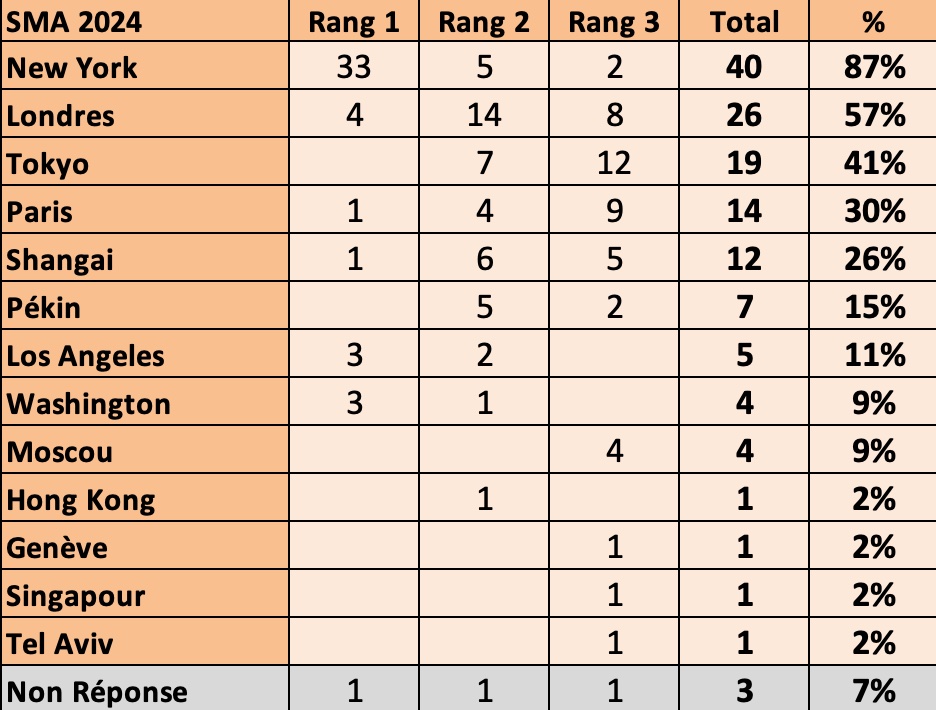 SMA 2024 Rang 1 Rang 2 Rang 3 Total %
New York 33 5 2 40 87%
Londres 4 14 8 26 57%
Tokyo 7 12 19 41%
Paris 1 4 9 14 30%
Shangai 1 6 5 12 26%
Pékin 5 2 7 15%
Los Angeles 3 2 5 11%
Washington 3 1 4 9%
Moscou 4 4 9%
Hong Kong 1 1 2%
Genève 1 1 2%
Singapour 1 1 2%
Tel Aviv 1 1 2%
Non Réponse 1 1 1 3 7%